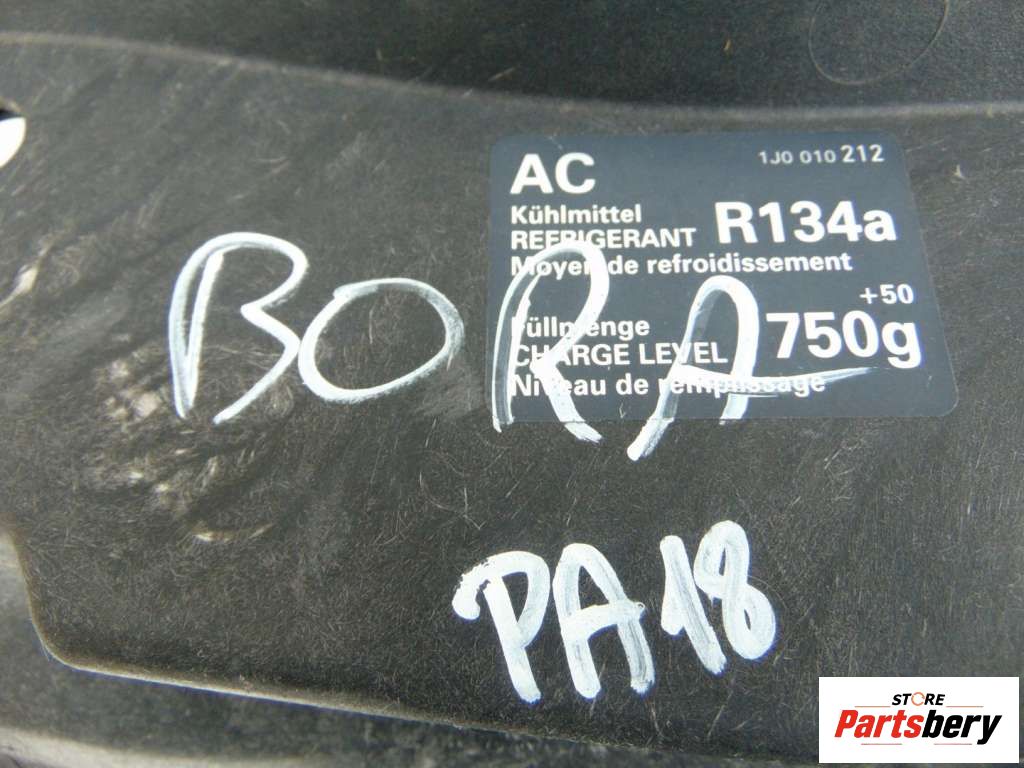 AC 1J0 010 212
Kühlmittel
REFRIGERANT R134a
Moyen de refroidissement
+50
Füllmenge
CHARGE LEVEL 750g
Niveau de remplissage
BORA
PA18
STORE
Partsbery